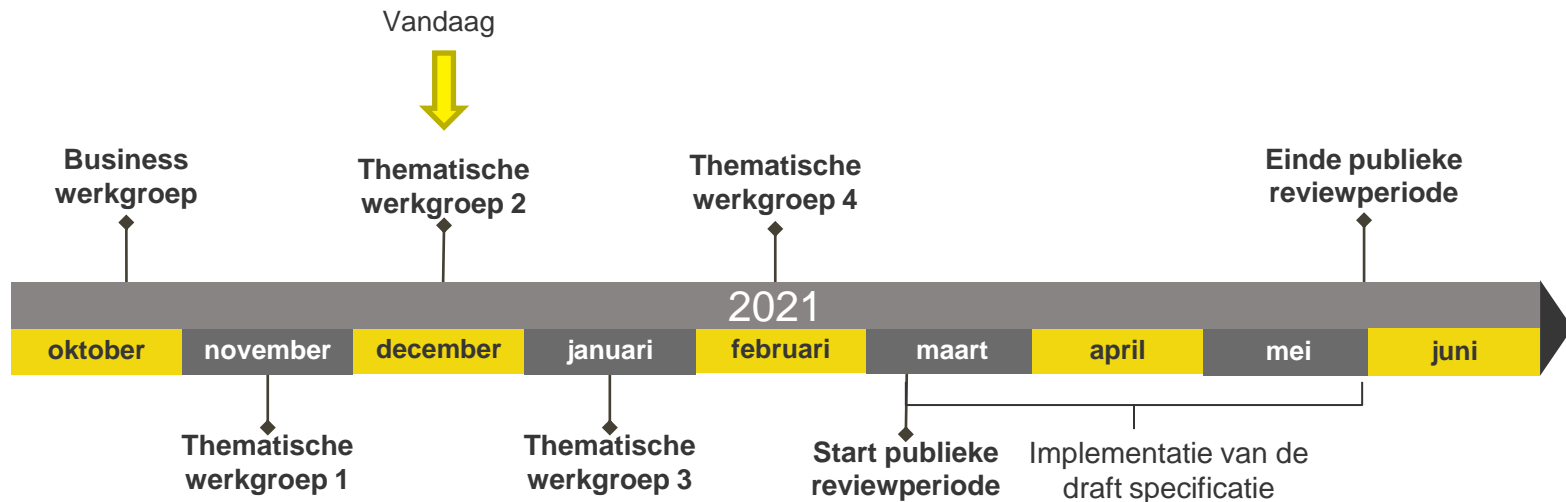 Vandaag
Business
werkgroep
Thematische
werkgroep 2
Thematische
werkgroep 4
Einde publieke
reviewperiode
2021
oktober november december januari februari maart april mei juni
Thematische
werkgroep 1
Thematische
werkgroep 3
Start publieke
reviewperiode
Implementatie van de
draft specificatie